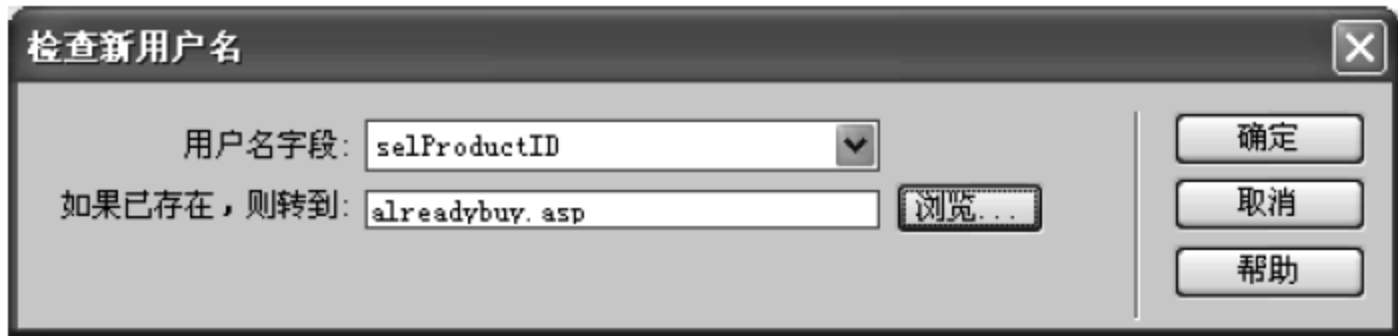 检查新用户名
用户名字段: selProductID
确定
如果已存在，则转到: alreadybuy.asp 浏览...
取消
帮助